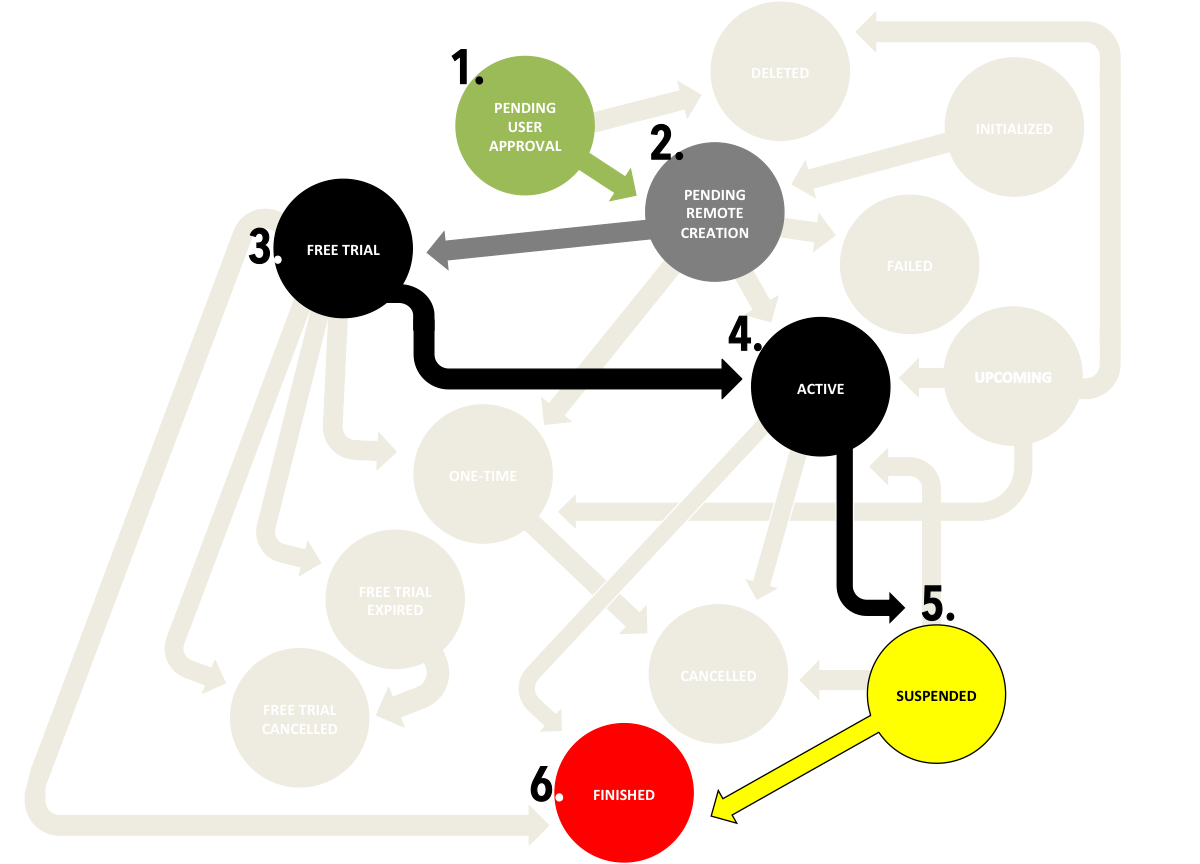 1.
PENDING
USER
APPROVAL
DELETED
INITIALIZED
2.
PENDING
REMOTE
CREATION
3.
FREE TRIAL
FAILED
4.
ACTIVE
UPCOMING
ONE-TIME
FREE TRIAL
EXPIRED
5.
SUSPENDED
CANCELLED
FREE TRIAL
CANCELLED
6.
FINISHED